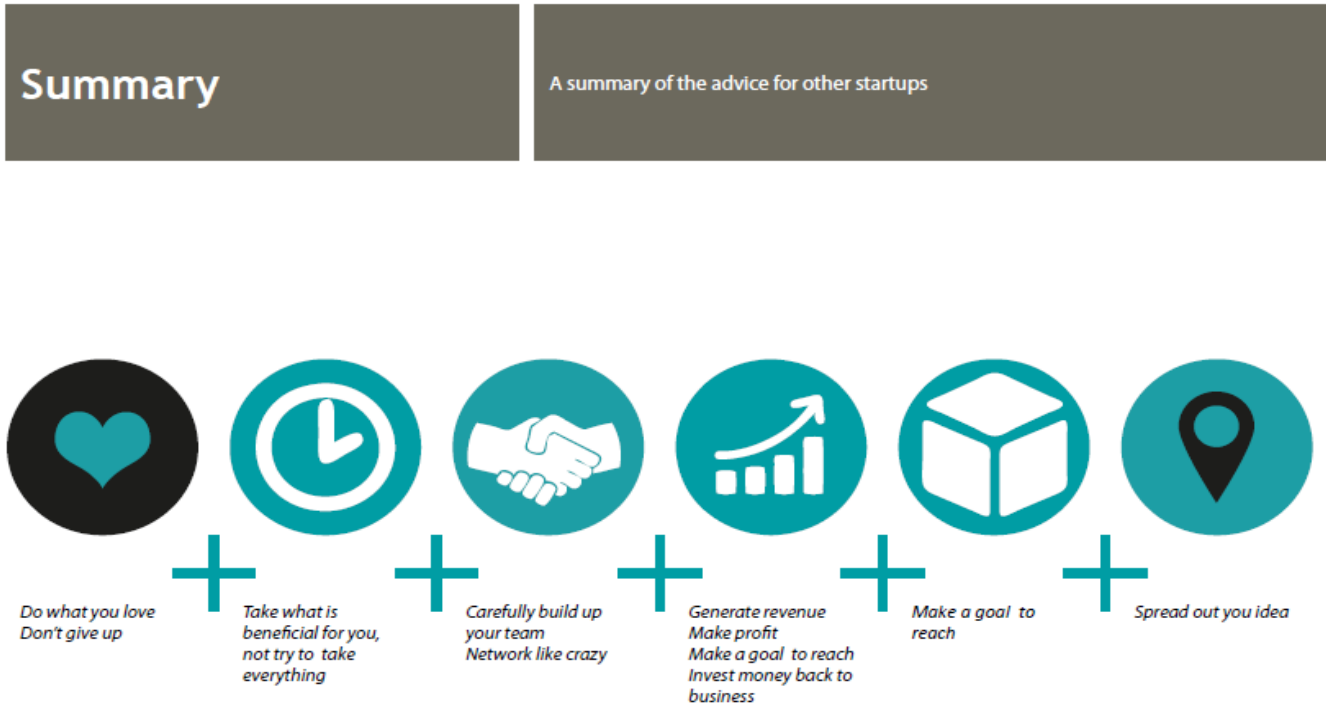 Summary
A summary of the advice for other startups
Do what you love
Don't give up
Take what is
beneficial for you,
not try to take
everything
Carefully build up
your team
Network like crazy
Generate revenue
Make profit
Make a goal to reach
Invest money back to
business
Make a goal to
reach
Spread out you idea